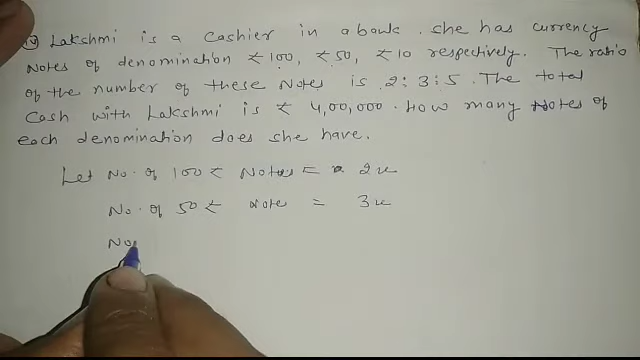 (iv) Lakshmi is a cashier in a bank. she has currency
Notes of denomination ₹100, ₹50, ₹10 respectively. The ratio
of the number of these Notes is 2:3:5. The total
Cash with Lakshmi is ₹ 4,00,000. How many Notes of
each denomination does she have.
Let No. of 100 ₹ Notes = 2x
No. of 50 ₹ Note = 3x
No